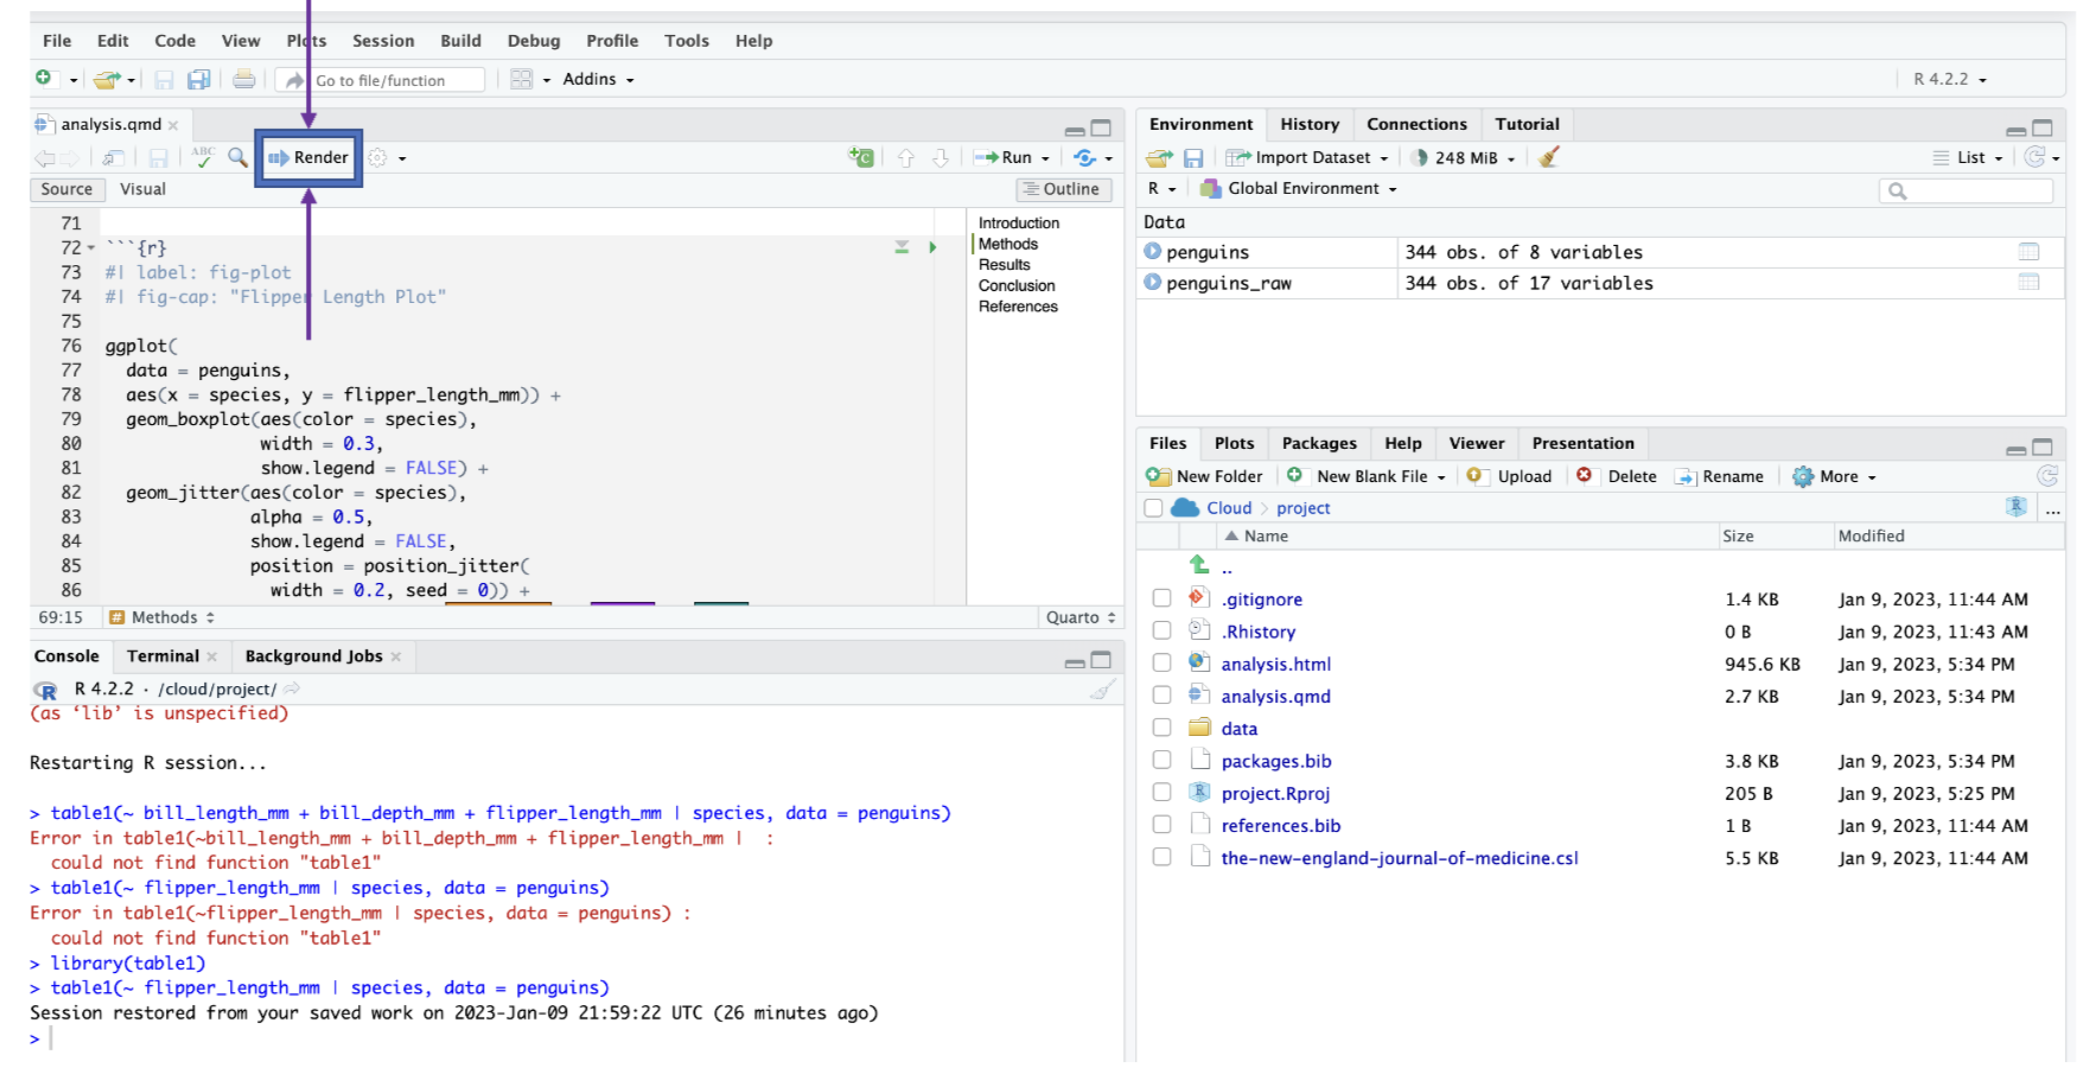 File Edit Code View Plots Session Build Debug Profile Tools Help
Go to file/function Addins R 4.2.2
analysis.qmd
ABC Render Run
Source Visual Outline
71
72 ```{r}
73 #| label: fig-plot
74 #| fig-cap: "Flipper Length Plot"
75
76 ggplot(
77 data = penguins,
78 aes(x = species, y = flipper_length_mm)) +
79 geom_boxplot(aes(color = species),
80 width = 0.3,
81 show.legend = FALSE) +
82 geom_jitter(aes(color = species),
83 alpha = 0.5,
84 show.legend = FALSE,
85 position = position_jitter(
86 width = 0.2, seed = 0)) +
Introduction
Methods
Results
Conclusion
References
69:15 # Methods Quarto
Console Terminal Background Jobs
R R 4.2.2 · /cloud/project/
(as ‘lib’ is unspecified)
Restarting R session...
> table1(~ bill_length_mm + bill_depth_mm + flipper_length_mm | species, data = penguins)
Error in table1(~bill_length_mm + bill_depth_mm + flipper_length_mm | :
could not find function "table1"
> table1(~ flipper_length_mm | species, data = penguins)
Error in table1(~flipper_length_mm | species, data = penguins) :
could not find function "table1"
> library(table1)
> table1(~ flipper_length_mm | species, data = penguins)
Session restored from your saved work on 2023-Jan-09 21:59:22 UTC (26 minutes ago)
>
Environment History Connections Tutorial
Import Dataset 248 MiB List
R Global Environment
Data
penguins 344 obs. of 8 variables
penguins_raw 344 obs. of 17 variables
Files Plots Packages Help Viewer Presentation
New Folder New Blank File Upload Delete Rename More
Cloud > project R ...
Name Size Modified
..
.gitignore 1.4 KB Jan 9, 2023, 11:44 AM
.Rhistory 0 B Jan 9, 2023, 11:43 AM
analysis.html 945.6 KB Jan 9, 2023, 5:34 PM
analysis.qmd 2.7 KB Jan 9, 2023, 5:34 PM
data
packages.bib 3.8 KB Jan 9, 2023, 5:34 PM
project.Rproj 205 B Jan 9, 2023, 5:25 PM
references.bib 1 B Jan 9, 2023, 11:44 AM
the-new-england-journal-of-medicine.csl 5.5 KB Jan 9, 2023, 11:44 AM